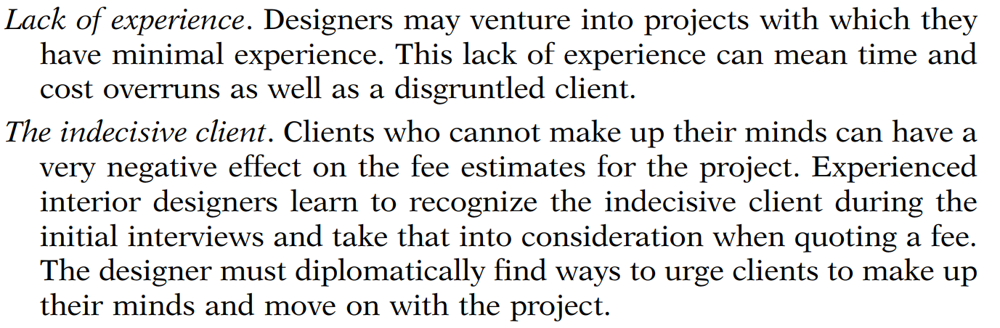 Lack of experience. Designers may venture into projects with which they
have minimal experience. This lack of experience can mean time and
cost overruns as well as a disgruntled client.
The indecisive client. Clients who cannot make up their minds can have a
very negative effect on the fee estimates for the project. Experienced
interior designers learn to recognize the indecisive client during the
initial interviews and take that into consideration when quoting a fee.
The designer must diplomatically find ways to urge clients to make up
their minds and move on with the project.